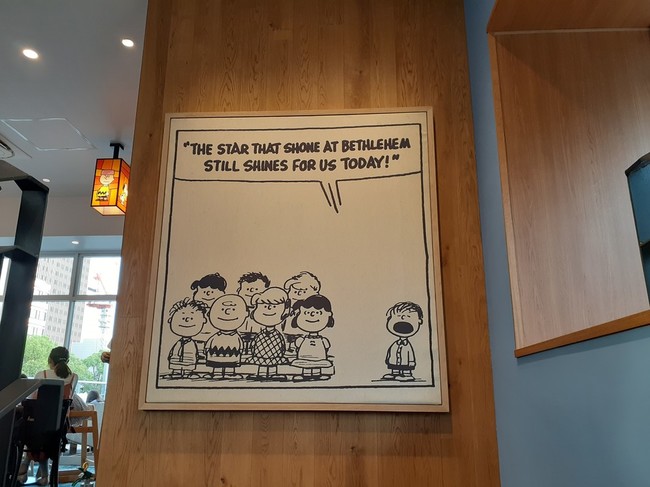 "THE STAR THAT SHONE AT BETHLEHEM
STILL SHINES FOR US TODAY!"